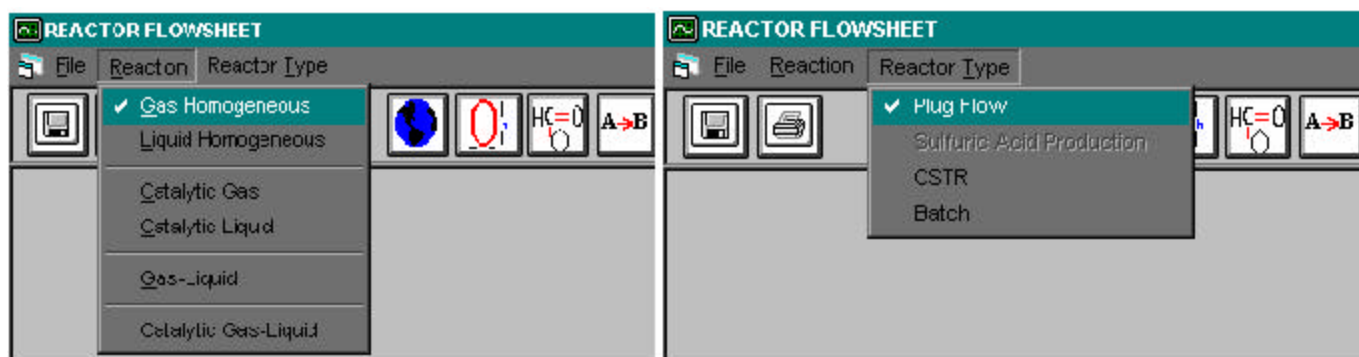 REACTOR FLOWSHEET
File Reaction Reactor Type
Gas Homogeneous
Liquid Homogeneous
Catalytic Gas
Catalytic Liquid
Gas-Liquid
Catalytic Gas-Liquid
HC=O
A→B
REACTOR FLOWSHEET
File Reaction Reactor Type
Plug Flow
Sulfuric Acid Production
CSTR
Batch
HC=O
A→B